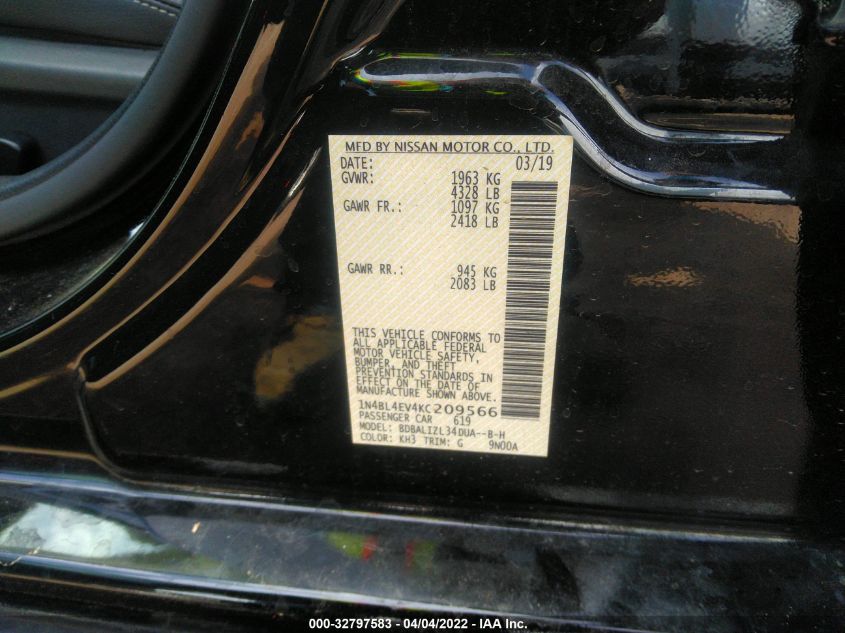 MFD BY NISSAN MOTOR CO., LTD.
DATE: 03/19
GVWR: 1963 KG
4328 LB
GAWR FR.: 1097 KG
2418 LB
GAWR RR.: 945 KG
2083 LB
THIS VEHICLE CONFORMS TO
ALL APPLICABLE FEDERAL
MOTOR VEHICLE SAFETY,
BUMPER, AND THEFT
PREVENTION STANDARDS IN
EFFECT ON THE DATE OF
MANUFACTURE SHOWN ABOVE.
1N4BL4EV4KC209566
PASSENGER CAR 619
MODEL: BDBALIZL34DUA--B-H
COLOR: KH3 TRIM: G 9N00A
000-32797583 - 04/04/2022 - IAA Inc.